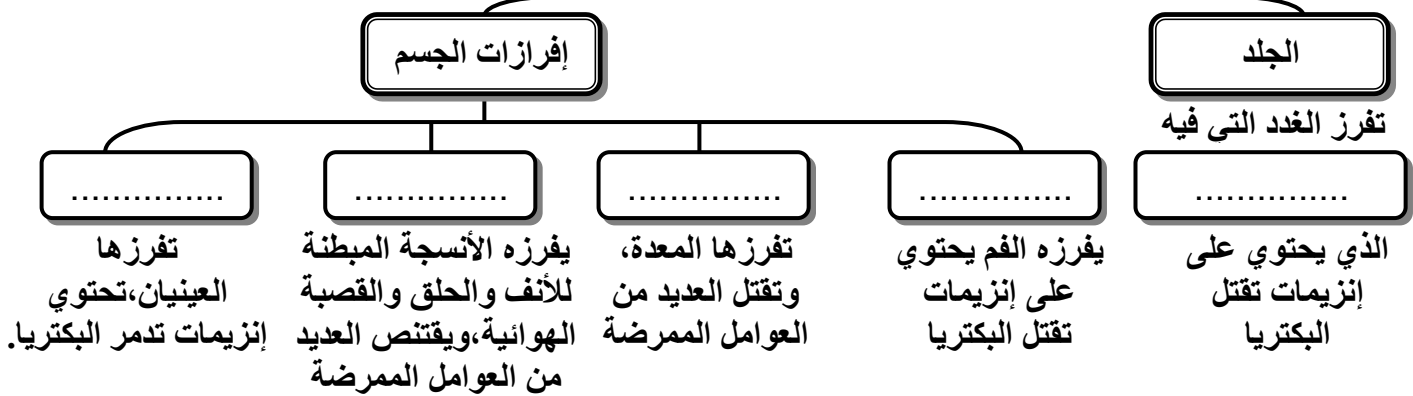 الجلد
إفرازات الجسم
تفرز الغدد التي فيه
...............
...............
...............
...............
...............
الذي يحتوي على
إنزيمات تقتل
البكتريا
يفرزه الفم يحتوي
على إنزيمات
تقتل البكتريا
تفرزها المعدة،
وتقتل العديد من
العوامل الممرضة
يفرزه الأنسجة المبطنة
للأنف والحلق والقصبة
الهوائية،ويقتنص العديد
من العوامل الممرضة
تفرزها
العينيان،تحتوي
إنزيمات تدمر البكتريا.